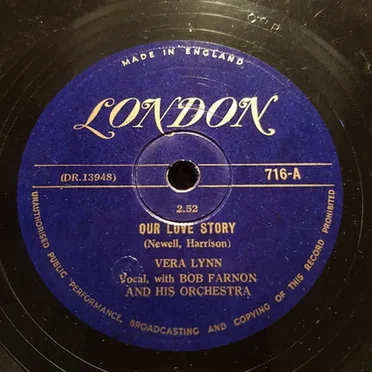 MADE IN ENGLAND
LONDON
(DR.13948)
716-A
2.52
OUR LOVE STORY
(Newell, Harrison)
VERA LYNN
Vocal, with BOB FARNON
AND HIS ORCHESTRA
UNAUTHORISED PUBLIC PERFORMANCE, BROADCASTING AND COPYING OF THIS RECORD PROHIBITED